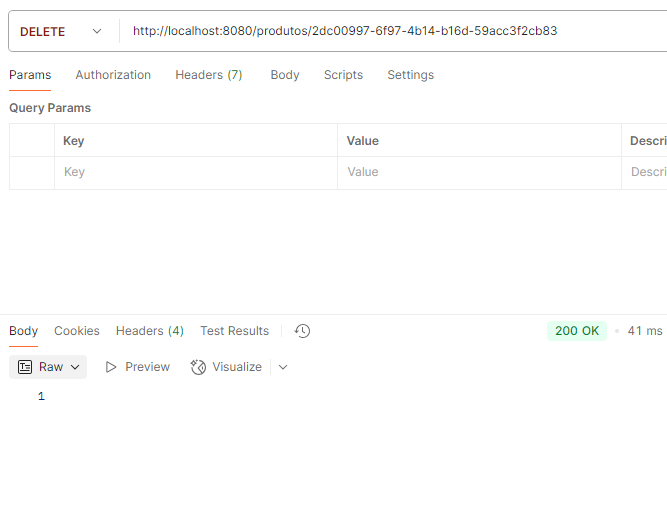 DELETE http://localhost:8080/produtos/2dc00997-6f97-4b14-b16d-59acc3f2cb83
Params Authorization Headers (7) Body Scripts Settings
Query Params
Key Value Descri
Key Value Descri
Body Cookies Headers (4) Test Results 200 OK 41 ms
Raw Preview Visualize
1